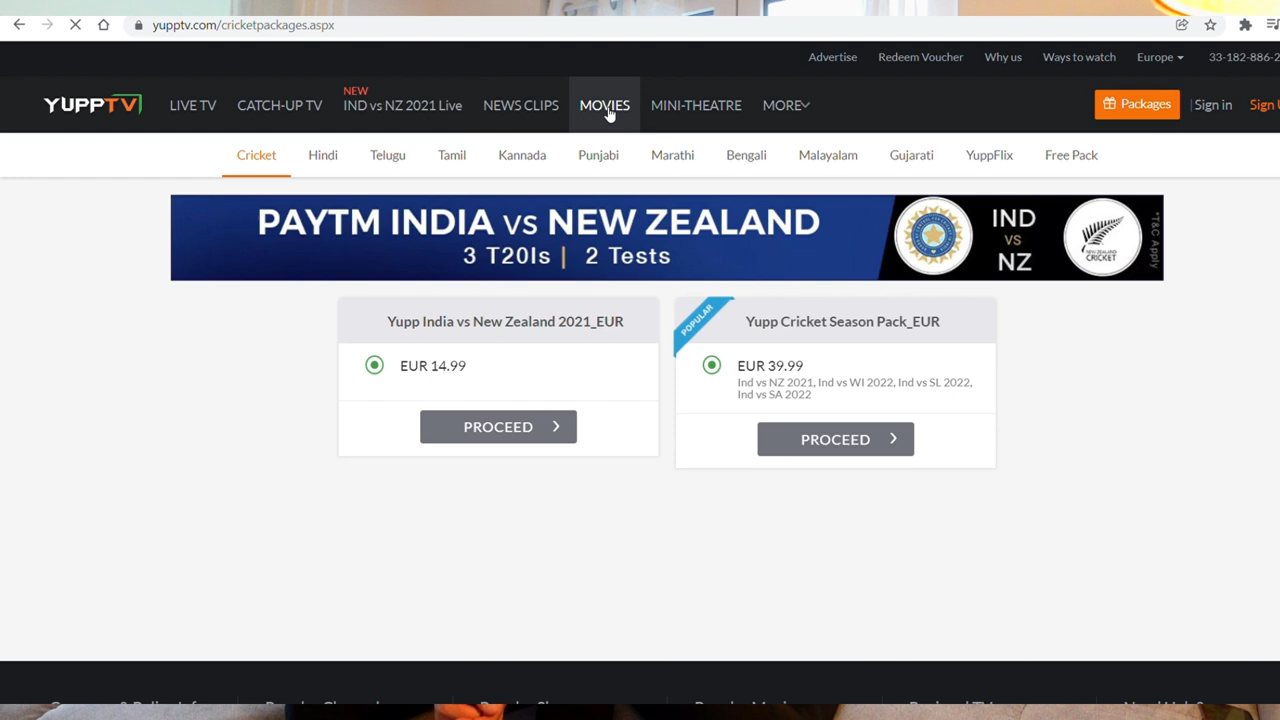 yupptv.com/cricketpackages.aspx
Advertise Redeem Voucher Why us Ways to watch Europe 33-182-886-2
YUPPTV LIVE TV CATCH-UP TV NEW IND vs NZ 2021 Live NEWS CLIPS MOVIES MINI-THEATRE MORE Packages Sign in Sign
Cricket Hindi Telugu Tamil Kannada Punjabi Marathi Bengali Malayalam Gujarati YuppFlix Free Pack
PAYTM INDIA VS NEW ZEALAND
3 T20Is | 2 Tests
IND
VS
NZ
NEW ZEALAND
CRICKET
*T&C Apply
Yupp India vs New Zealand 2021_EUR
EUR 14.99
PROCEED
POPULAR
Yupp Cricket Season Pack_EUR
EUR 39.99
Ind vs NZ 2021, Ind vs WI 2022, Ind vs SL 2022,
Ind vs SA 2022
PROCEED